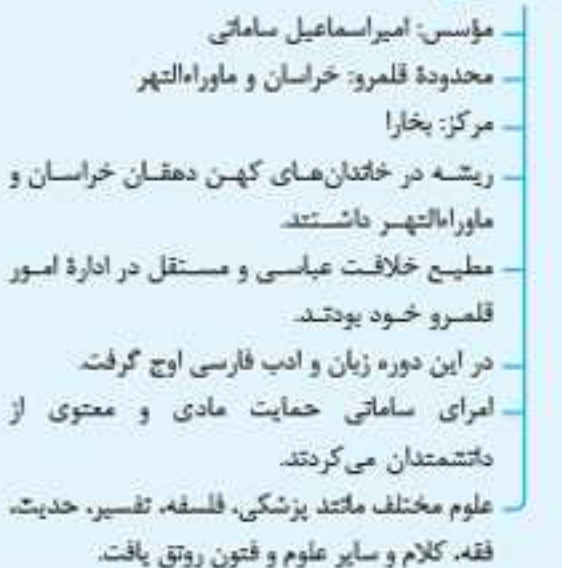 مؤسس: امیراسماعیل سامانی
محدودهٔ قلمرو: خراسان و ماوراءالنهر
مرکز: بخارا
ریشه در خاندان‌های کهن دهقان خراسان و
ماوراءالنهر داشتند.
مطیع خلافت عباسی و مستقل در ادارهٔ امور
قلمرو خود بودند.
در این دوره زبان و ادب فارسی اوج گرفت.
امرای سامانی حمایت مادی و معنوی از
دانشمندان می‌کردند.
علوم مختلف مانند پزشکی، فلسفه، تفسیر، حدیث،
فقه، کلام و سایر علوم و فنون رونق یافت.